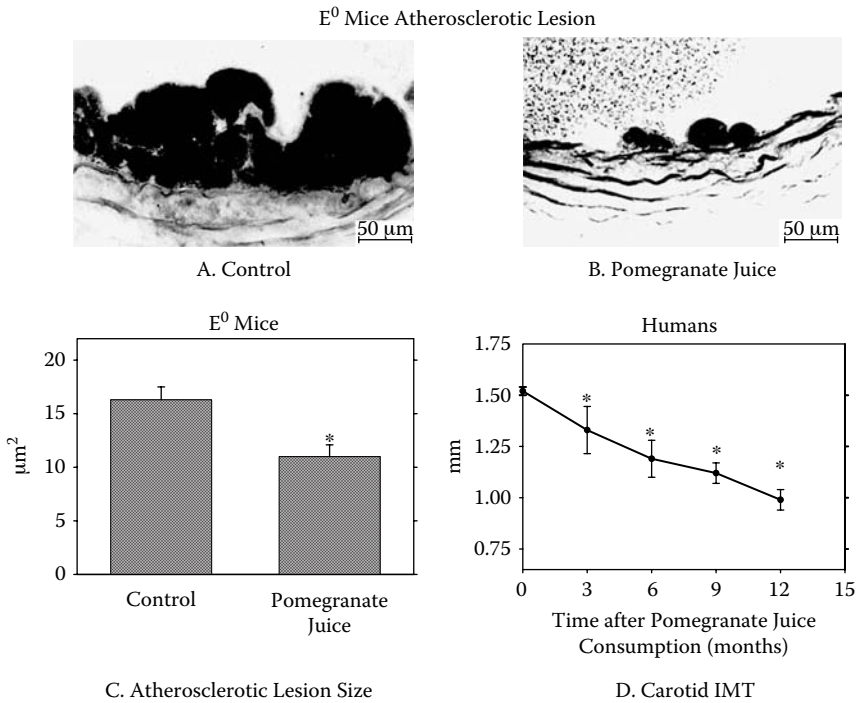 E⁰ Mice Atherosclerotic Lesion
50 µm
50 µm
A. Control
B. Pomegranate Juice
E⁰ Mice
20
15
10
5
0
µm²
*
Control
Pomegranate
Juice
C. Atherosclerotic Lesion Size
Humans
1.75
1.50
1.25
1.00
0.75
mm
*
*
*
*
0
3
6
9
12
15
Time after Pomegranate Juice
Consumption (months)
D. Carotid IMT